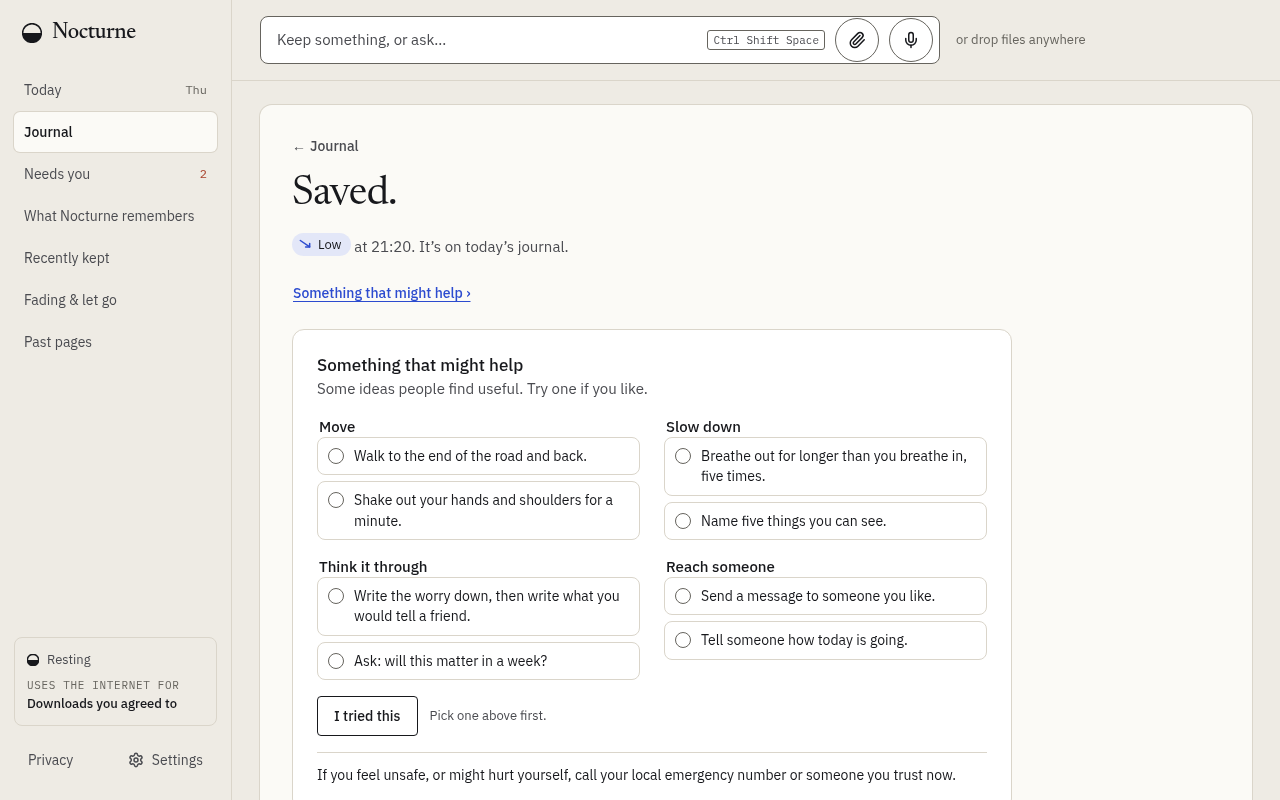 Nocturne
Today
Thu
Journal
Needs you
2
What Nocturne remembers
Recently kept
Fading & let go
Past pages
Resting
USES THE INTERNET FOR
Downloads you agreed to
Privacy
Settings
Keep something, or ask…
Ctrl Shift Space
or drop files anywhere
← Journal
Saved.
Low at 21:20. It’s on today’s journal.
Something that might help ›
Something that might help
Some ideas people find useful. Try one if you like.
Move
Walk to the end of the road and back.
Shake out your hands and shoulders for a
minute.
Slow down
Breathe out for longer than you breathe in,
five times.
Name five things you can see.
Think it through
Write the worry down, then write what you
would tell a friend.
Ask: will this matter in a week?
Reach someone
Send a message to someone you like.
Tell someone how today is going.
I tried this
Pick one above first.
If you feel unsafe, or might hurt yourself, call your local emergency number or someone you trust now.